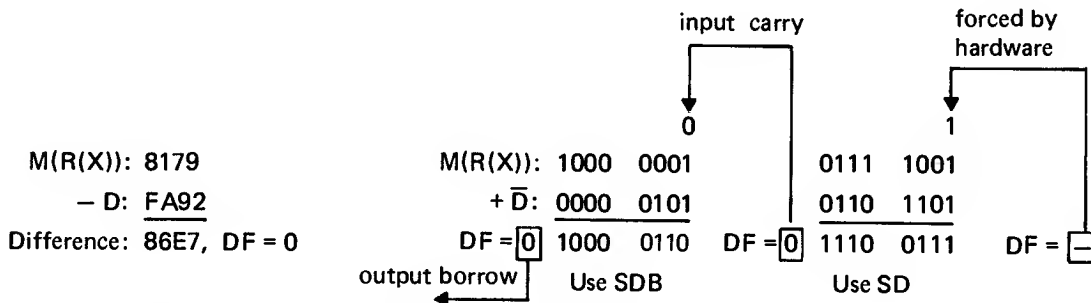 input carry
forced by
hardware
0 1
M(R(X)): 8179 M(R(X)): 1000 0001 0111 1001
– D: FA92 + D̅: 0000 0101 0110 1101
Difference: 86E7, DF = 0 DF = 0 1000 0110 DF = 0 1110 0111 DF = –
output borrow Use SDB Use SD